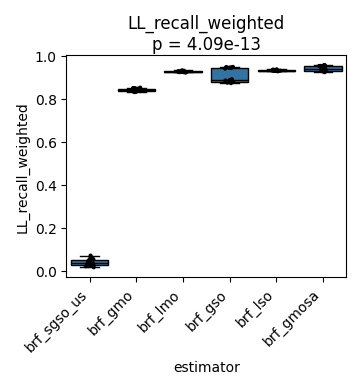 LL_recall_weighted
p = 4.09e-13
LL_recall_weighted
1.0
0.8
0.6
0.4
0.2
0.0
brf_sgso_us
brf_gmo
brf_lmo
brf_gso
brf_lso
brf_gmosa
estimator